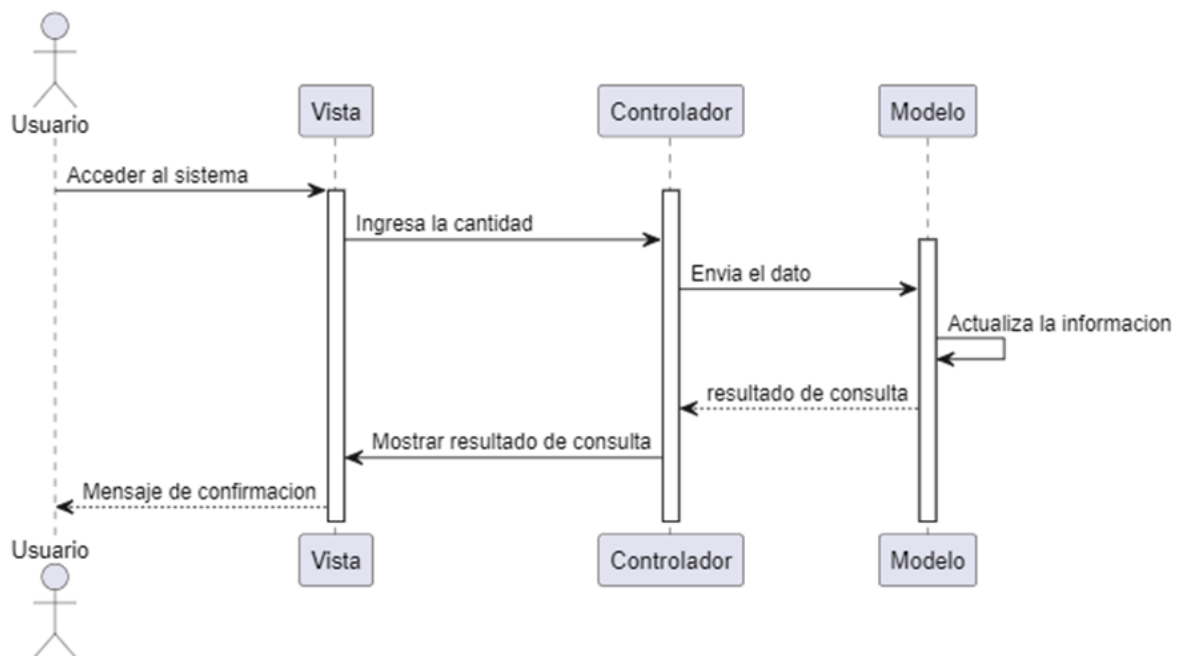 Usuario
Vista
Controlador
Modelo
Acceder al sistema
Ingresa la cantidad
Envia el dato
Actualiza la informacion
resultado de consulta
Mostrar resultado de consulta
Mensaje de confirmacion
Usuario
Vista
Controlador
Modelo